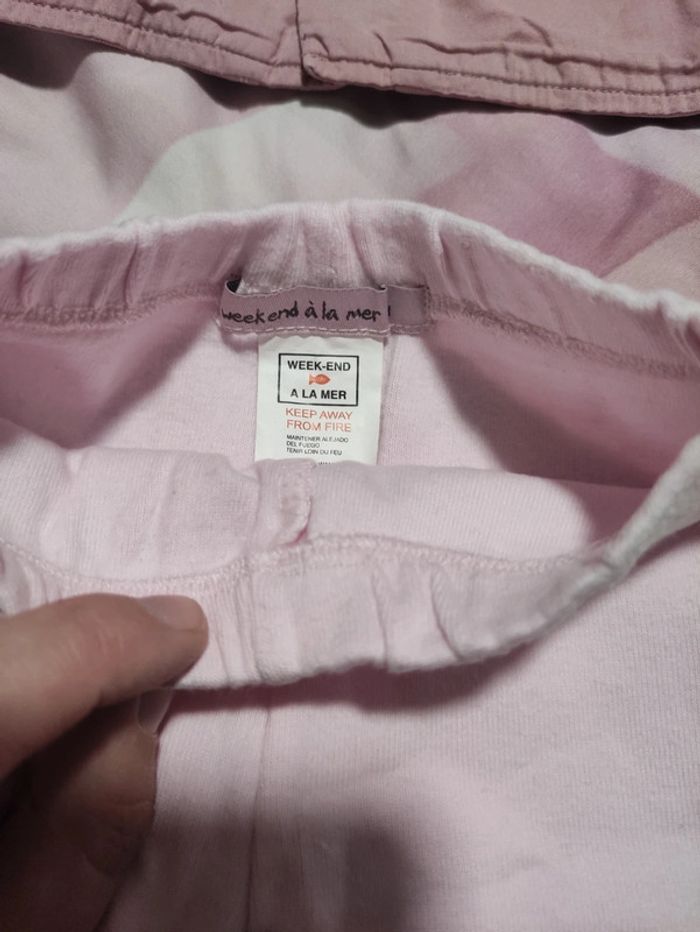 week end à la mer
WEEK-END
A LA MER
KEEP AWAY
FROM FIRE
MAINTENER ALEJADO
DEL FUEGO
TENIR LOIN DU FEU